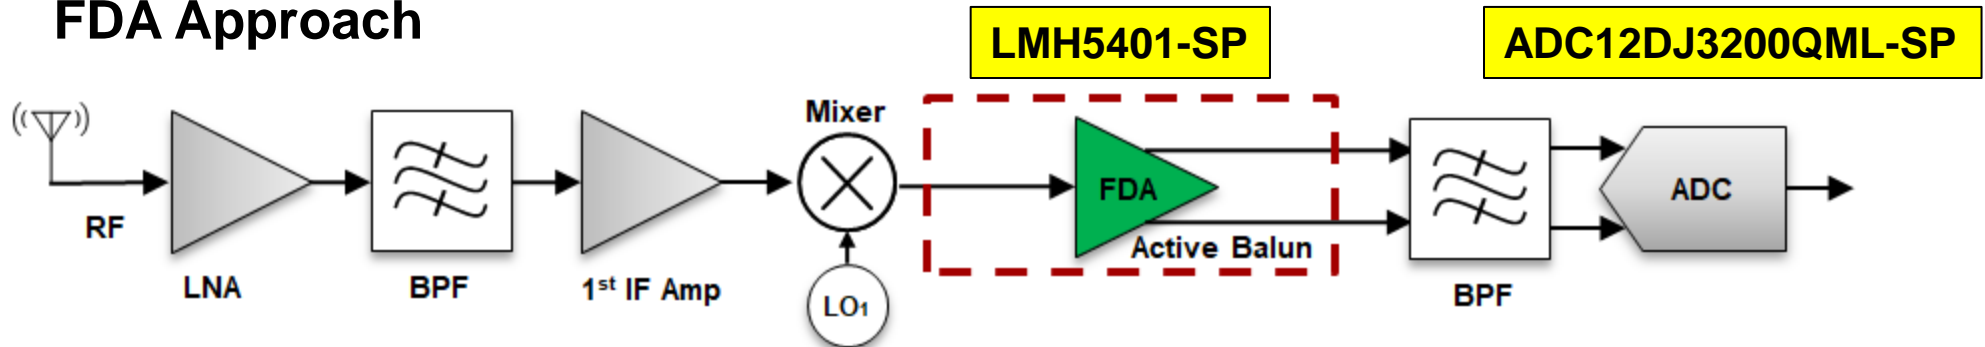 FDA Approach
LMH5401-SP
ADC12DJ3200QML-SP
Mixer
RF
LNA
BPF
1st IF Amp
LO1
FDA
Active Balun
BPF
ADC